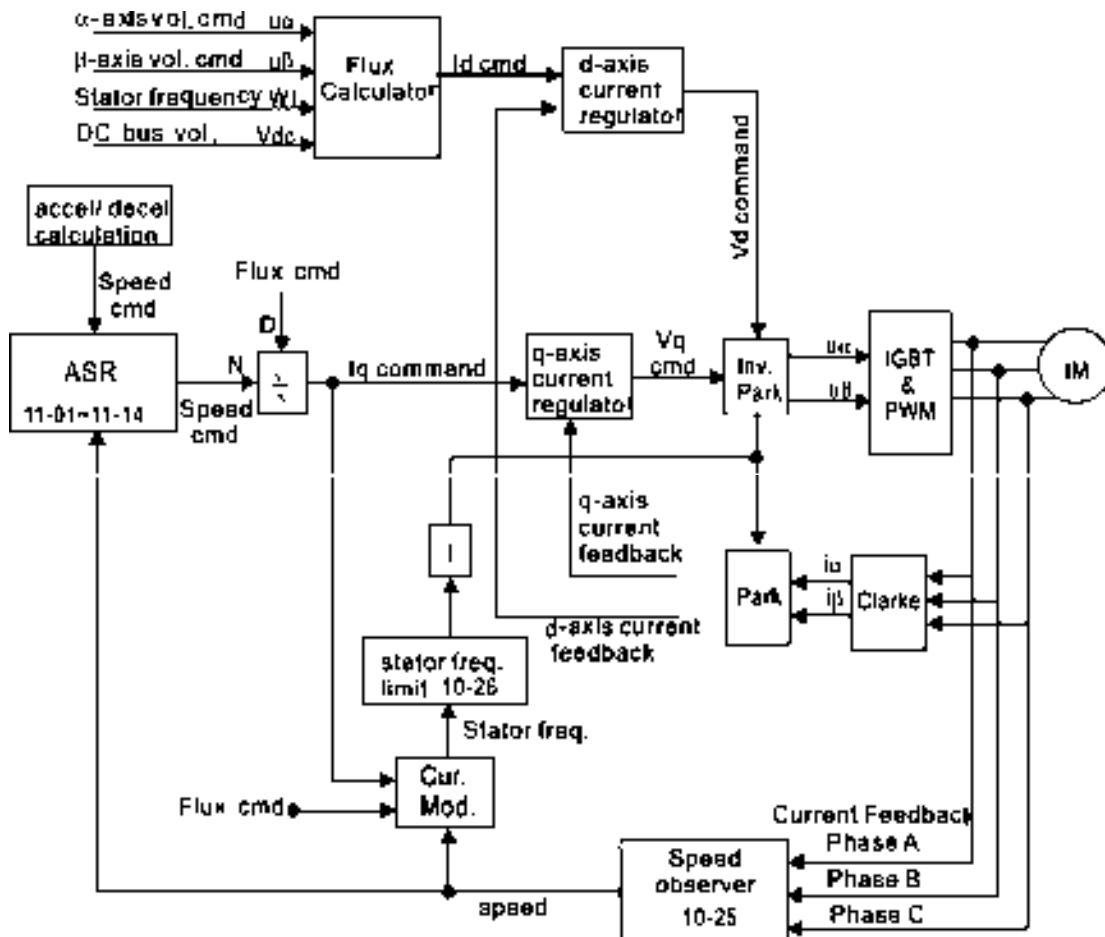 α-axis vol. cmd uα
β-axis vol. cmd uβ
Stator frequency W1
DC bus vol. Vdc
Flux
Calculator
Id cmd
d-axis
current
regulator
Vd command
accel/ decel
calculation
Speed
cmd
Flux cmd
D
ASR
11-01~11-14
N
Speed
cmd
Iq command
q-axis
current
regulator
Vq
cmd
Inv.
Park
uα
uβ
IGBT
&
PWM
IM
q-axis
current
feedback
I
Park
iα
iβ
Clarke
d-axis current
feedback
stator freq.
limit 10-26
Stator freq.
Cur.
Mod.
Flux cmd
Current Feedback
Phase A
Phase B
Phase C
Speed
observer
10-25
speed